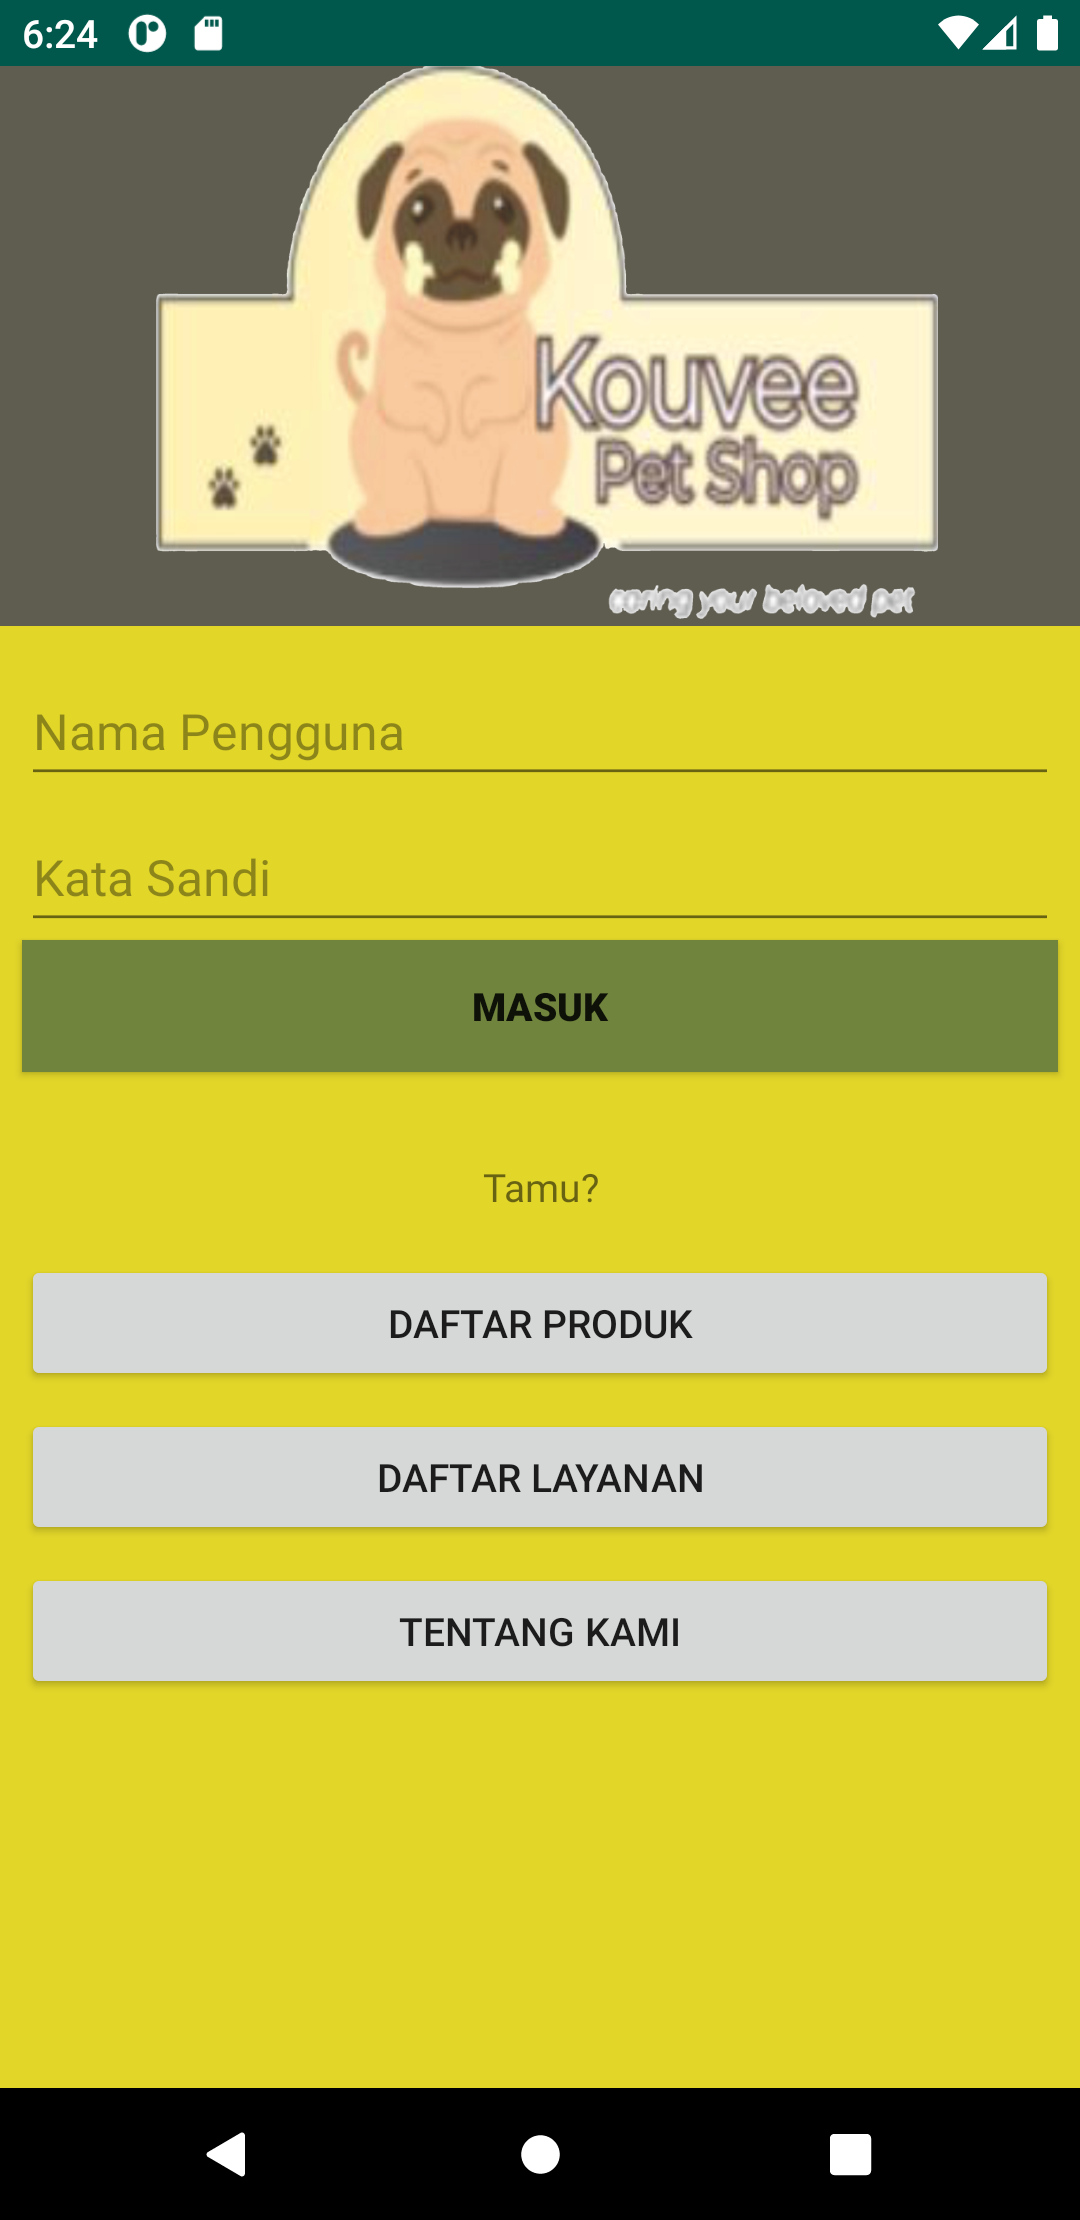 6:24
Kouvee
Pet Shop
caring your beloved pet
Nama Pengguna
Kata Sandi
MASUK
Tamu?
DAFTAR PRODUK
DAFTAR LAYANAN
TENTANG KAMI